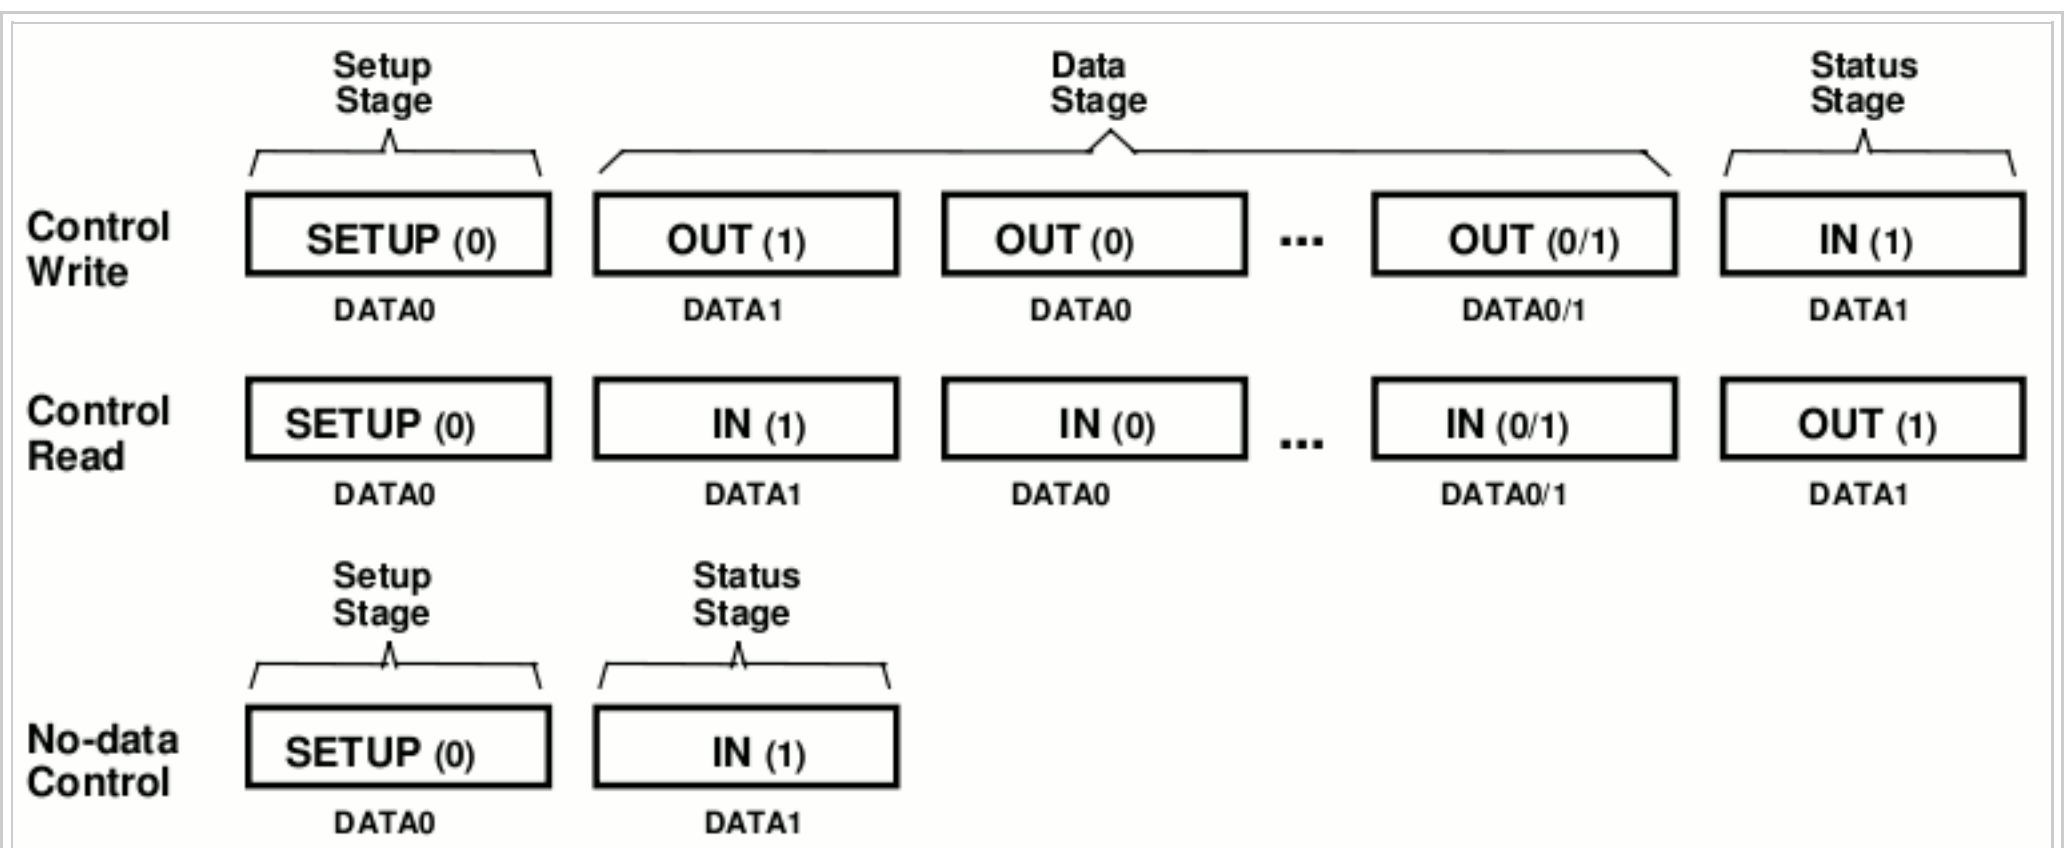 Setup
Stage
Data
Stage
Status
Stage
Control
Write
SETUP (0)
OUT (1)
OUT (0)
...
OUT (0/1)
IN (1)
DATA0
DATA1
DATA0
DATA0/1
DATA1
Control
Read
SETUP (0)
IN (1)
IN (0)
...
IN (0/1)
OUT (1)
DATA0
DATA1
DATA0
DATA0/1
DATA1
Setup
Stage
Status
Stage
No-data
Control
SETUP (0)
IN (1)
DATA0
DATA1